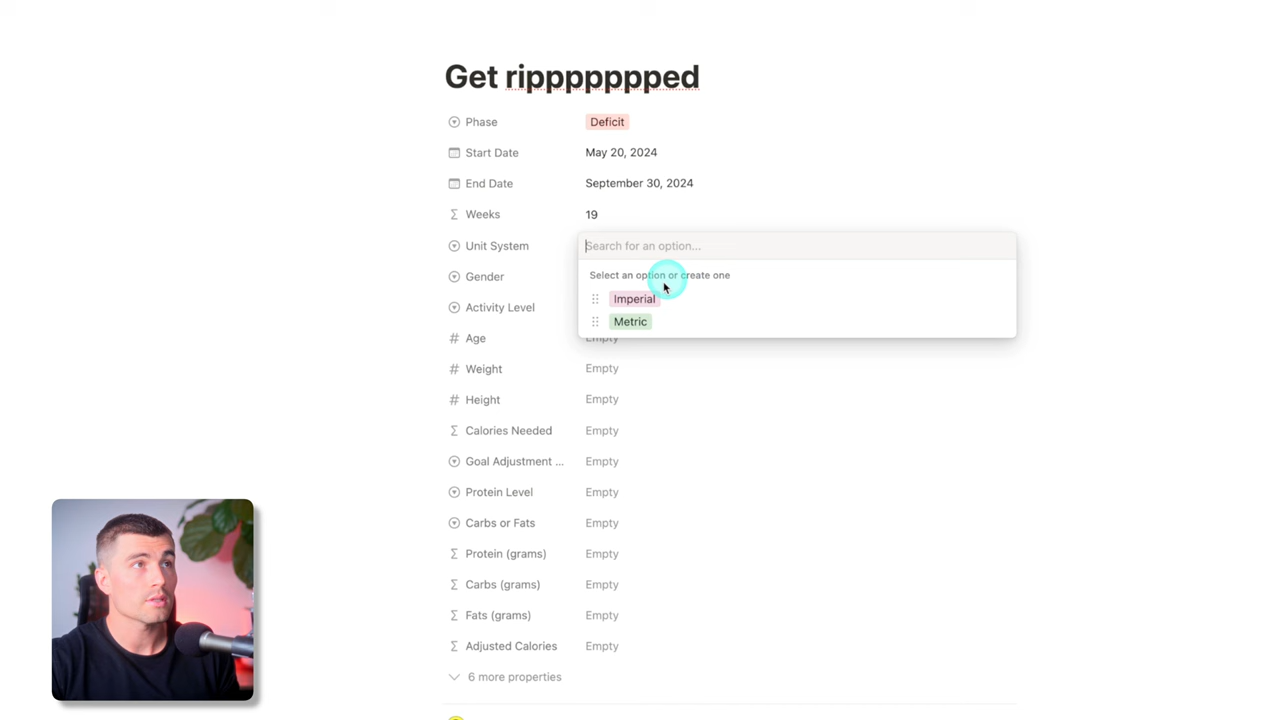 Get ripppppppped
Phase Deficit
Start Date May 20, 2024
End Date September 30, 2024
Weeks 19
Unit System Search for an option...
Select an option or create one
Gender
Imperial
Activity Level
Metric
Age Empty
Weight Empty
Height Empty
Calories Needed Empty
Goal Adjustment ... Empty
Protein Level Empty
Carbs or Fats Empty
Protein (grams) Empty
Carbs (grams) Empty
Fats (grams) Empty
Adjusted Calories Empty
6 more properties